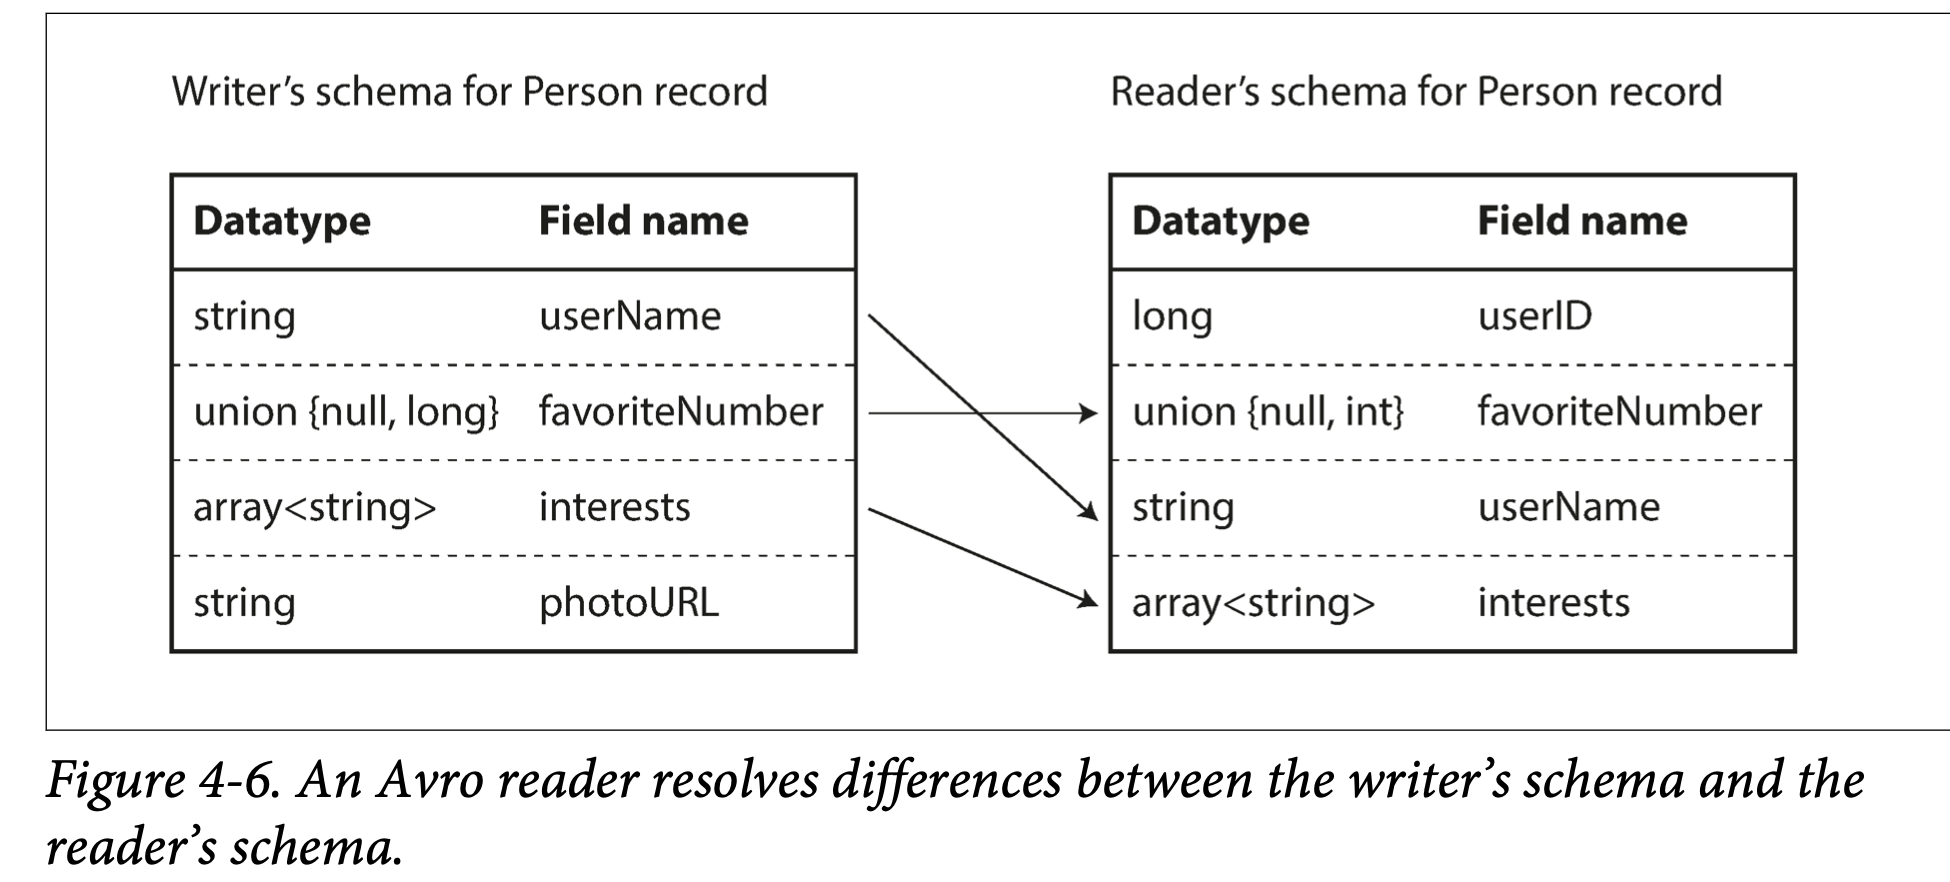 Writer’s schema for Person record
Reader’s schema for Person record
Datatype Field name
string userName
union {null, long} favoriteNumber
array<string> interests
string photoURL
Datatype Field name
long userID
union {null, int} favoriteNumber
string userName
array<string> interests
Figure 4-6. An Avro reader resolves differences between the writer’s schema and the
reader’s schema.